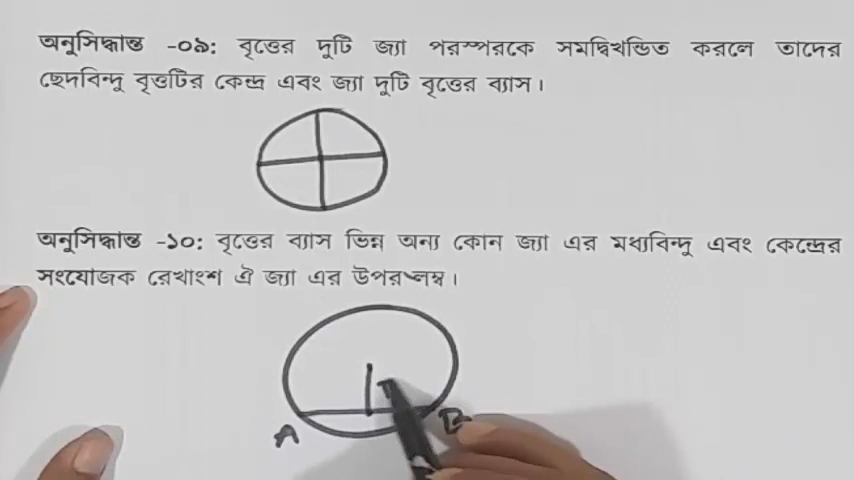 অনুসিদ্ধান্ত -০৯: বৃত্তের দুটি জ্যা পরস্পরকে সমদ্বিখন্ডিত করলে তাদের
ছেদবিন্দু বৃত্তটির কেন্দ্র এবং জ্যা দুটি বৃত্তের ব্যাস।
অনুসিদ্ধান্ত -১০: বৃত্তের ব্যাস ভিন্ন অন্য কোন জ্যা এর মধ্যবিন্দু এবং কেন্দ্রের
সংযোজক রেখাংশ ঐ জ্যা এর উপর লম্ব।
A B